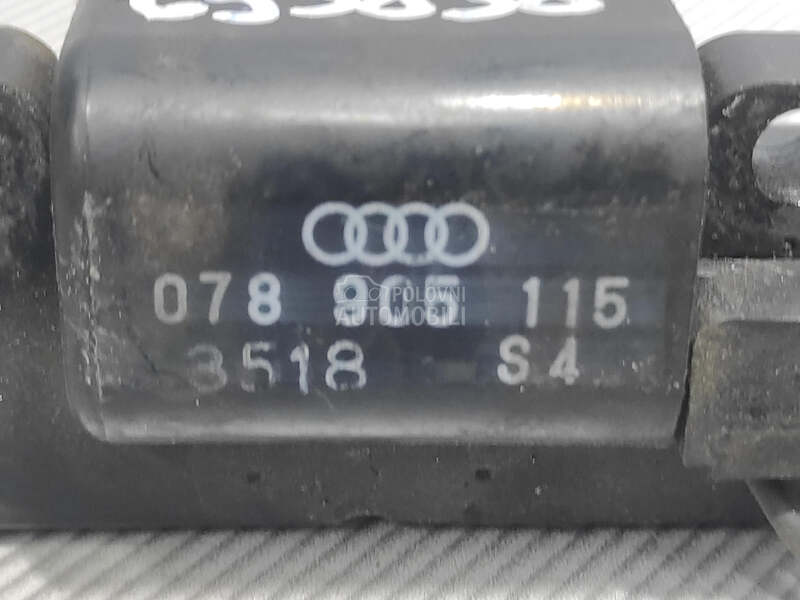 078 905 115
3518 S4
POLOVNI
AUTOMOBILI